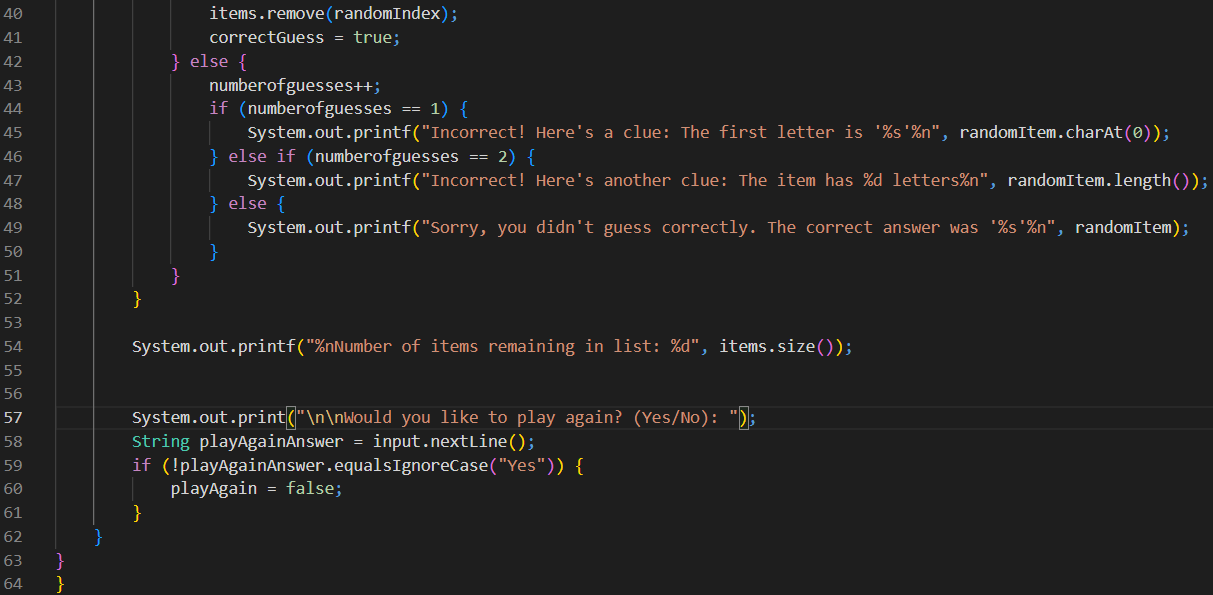 40 items.remove(randomIndex);
41 correctGuess = true;
42 } else {
43 numberofguesses++;
44 if (numberofguesses == 1) {
45 System.out.printf("Incorrect! Here's a clue: The first letter is '%s'%n", randomItem.charAt(0));
46 } else if (numberofguesses == 2) {
47 System.out.printf("Incorrect! Here's another clue: The item has %d letters%n", randomItem.length());
48 } else {
49 System.out.printf("Sorry, you didn't guess correctly. The correct answer was '%s'%n", randomItem);
50 }
51 }
52 }
53
54 System.out.printf("%nNumber of items remaining in list: %d", items.size());
55
56
57 System.out.print("\n\nWould you like to play again? (Yes/No): ");
58 String playAgainAnswer = input.nextLine();
59 if (!playAgainAnswer.equalsIgnoreCase("Yes")) {
60 playAgain = false;
61 }
62 }
63 }
64 }